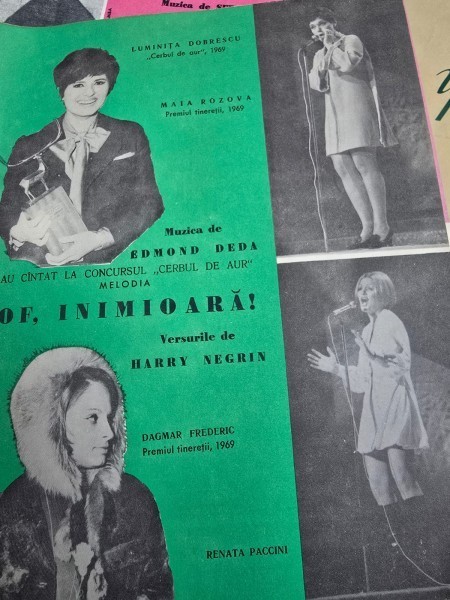 Muzica de
LUMINIȚA DOBRESCU
„Cerbul de aur", 1969
MAIA ROZOVA
Premiul tinereții, 1969
Muzica de
EDMOND DEDA
AU CÎNTAT LA CONCURSUL „CERBUL DE AUR"
MELODIA
OF, INIMIOARĂ!
Versurile de
HARRY NEGRIN
DAGMAR FREDERIC
Premiul tinereții, 1969
RENATA PACCINI